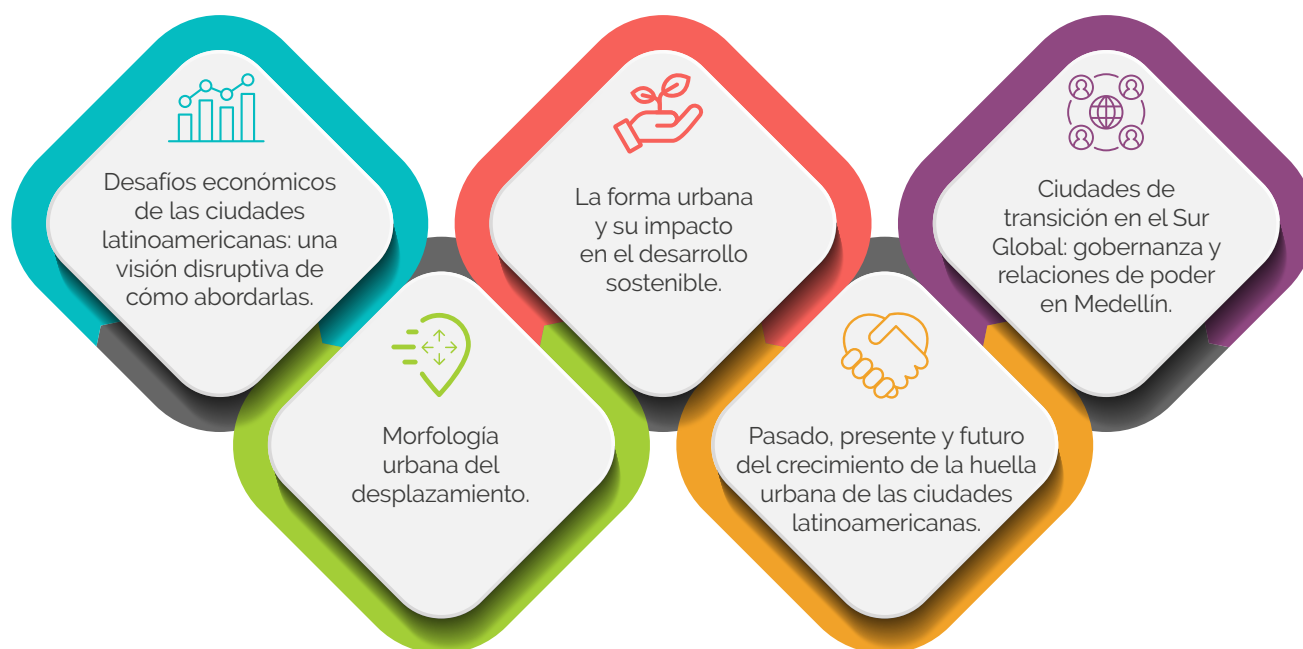 Desafíos económicos
de las ciudades
latinoamericanas: una
visión disruptiva de
cómo abordarlas.
Morfología
urbana del
desplazamiento.
La forma urbana
y su impacto
en el desarrollo
sostenible.
Pasado, presente y futuro
del crecimiento de la huella
urbana de las ciudades
latinoamericanas.
Ciudades de
transición en el Sur
Global: gobernanza y
relaciones de poder
en Medellín.